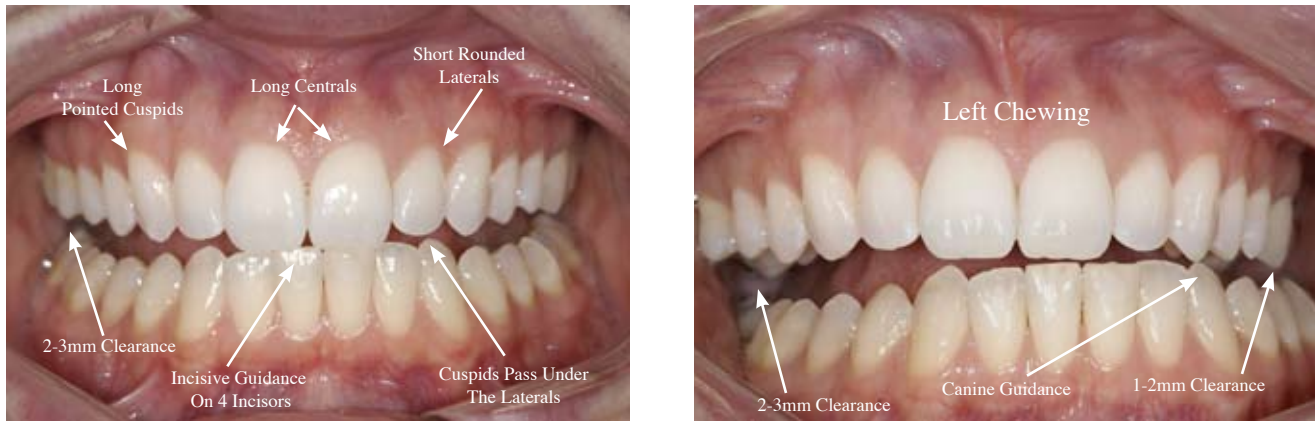 Long
Pointed Cuspids
Long Centrals
Short Rounded
Laterals
2-3mm Clearance
Incisive Guidance
On 4 Incisors
Cuspids Pass Under
The Laterals
Left Chewing
2-3mm Clearance
Canine Guidance
1-2mm Clearance